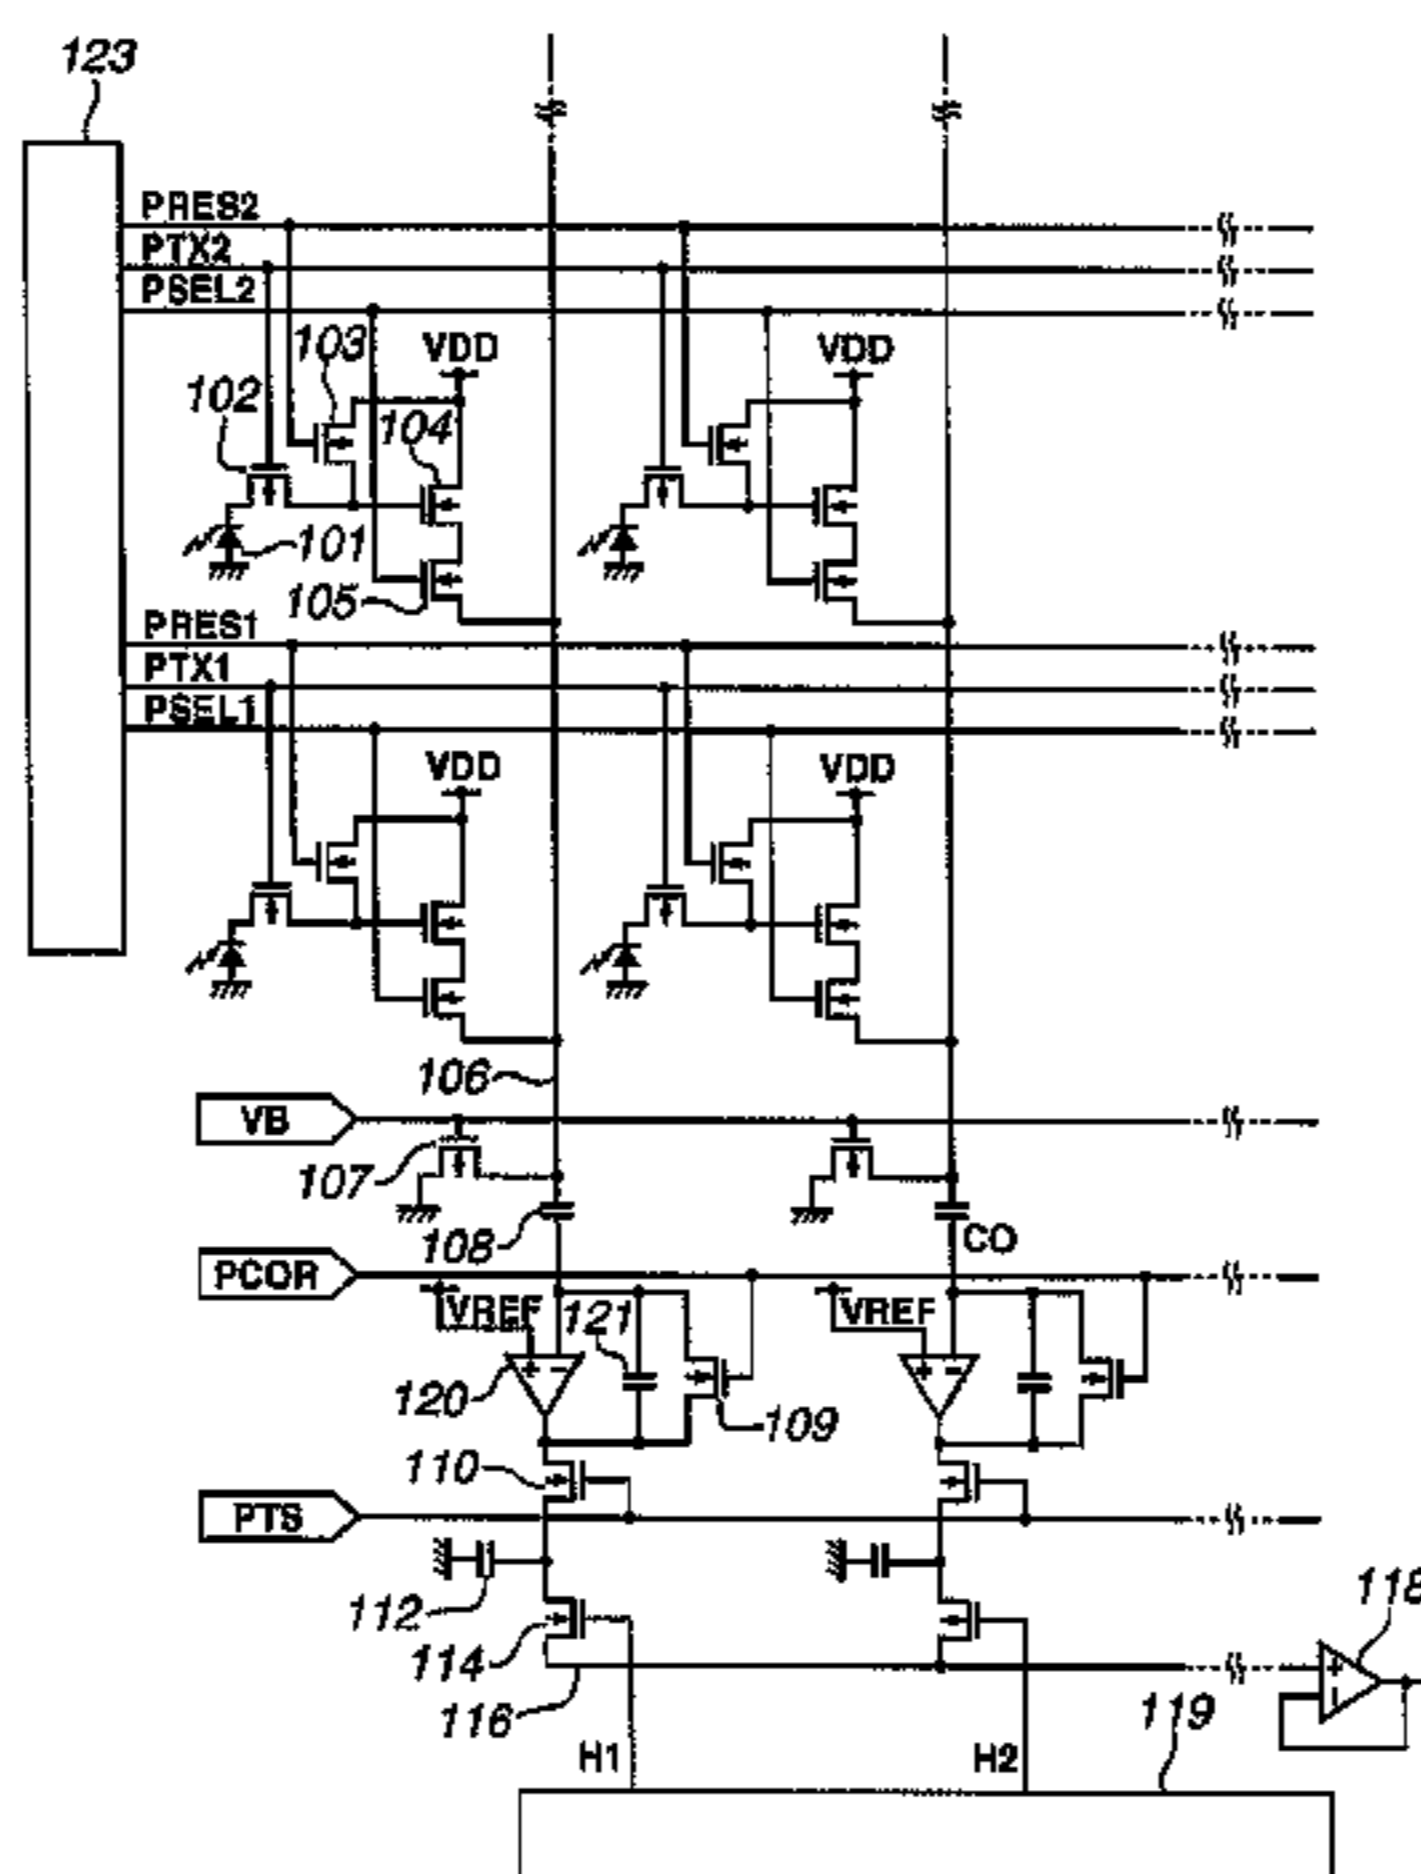 123
PRES2
PTX2
PSEL2
103 VDD VDD
102
104
101
105
PRES1
PTX1
PSEL1
VDD VDD
106
VB
107
108 CO
PCOR
VREF 121 VREF
+ - + -
120
109
110
PTS
112
118
114
+
-
116
119
H1 H2